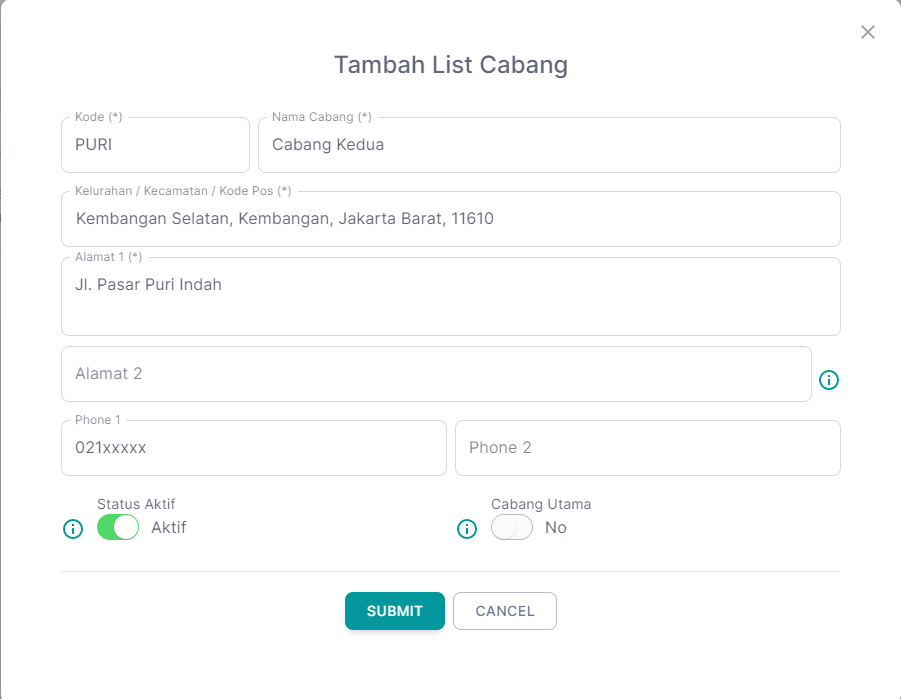 Tambah List Cabang
Kode (*)
PURI
Nama Cabang (*)
Cabang Kedua
Kelurahan / Kecamatan / Kode Pos (*)
Kembangan Selatan, Kembangan, Jakarta Barat, 11610
Alamat 1 (*)
Jl. Pasar Puri Indah
Alamat 2
Phone 1
021xxxxx
Phone 2
Status Aktif
Aktif
Cabang Utama
No
SUBMIT
CANCEL